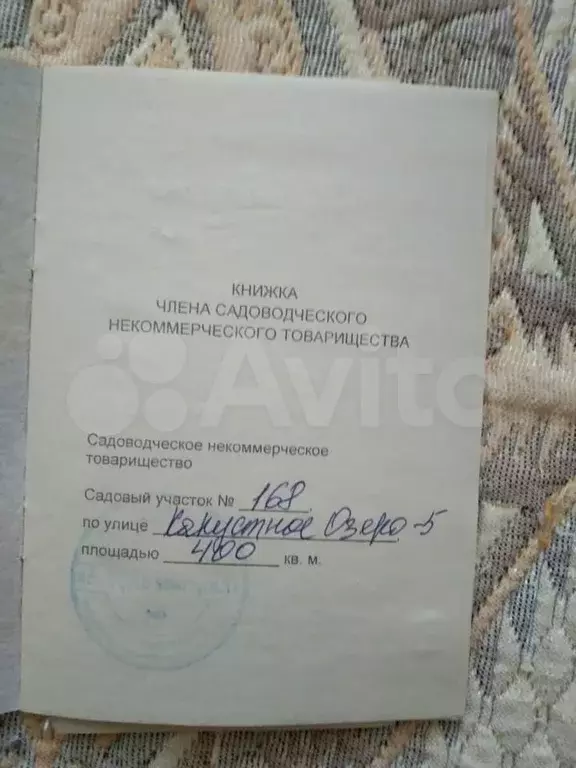 КНИЖКА
ЧЛЕНА САДОВОДЧЕСКОГО
НЕКОММЕРЧЕСКОГО ТОВАРИЩЕСТВА
Avito
Садоводческое некоммерческое
товарищество
Садовый участок № 168
по улице Капустное Озеро-5
площадью 400 кв. м.